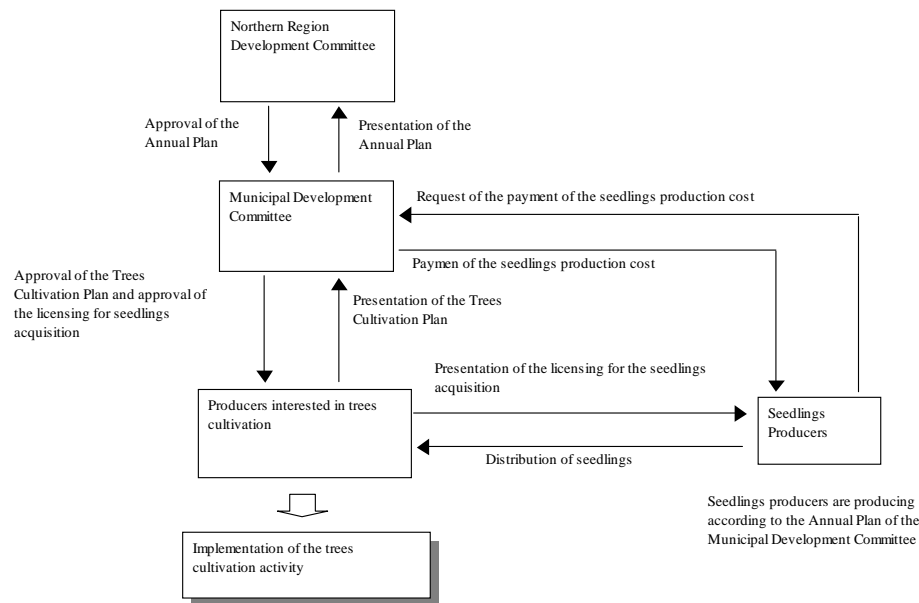 Northern Region
Development Committee
Approval of the
Annual Plan
Presentation of the
Annual Plan
Municipal Development
Committee
Request of the payment of the seedlings production cost
Paymen of the seedlings production cost
Approval of the Trees
Cultivation Plan and approval of
the licensing for seedlings
acquisition
Presentation of the Trees
Cultivation Plan
Presentation of the licensing for the seedlings
acquisition
Producers interested in trees
cultivation
Seedlings
Producers
Distribution of seedlings
Seedlings producers are producing
according to the Annual Plan of the
Municipal Development Committee
Implementation of the trees
cultivation activity